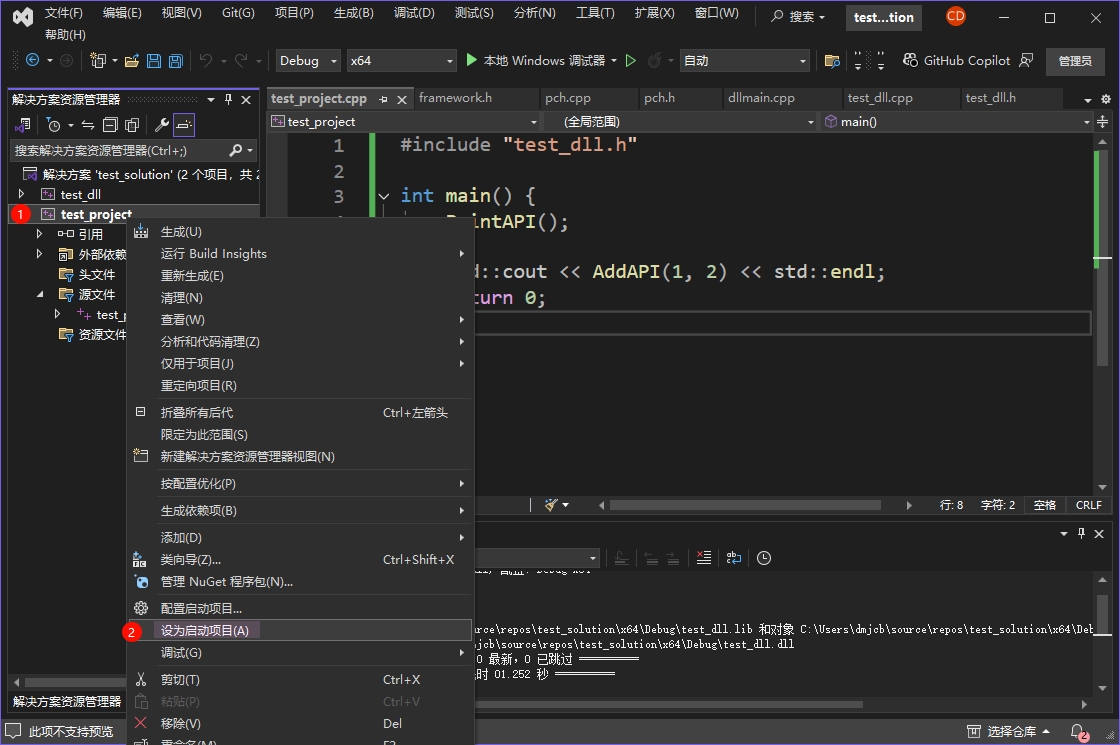 文件(F) 编辑(E) 视图(V) Git(G) 项目(P) 生成(B) 调试(D) 测试(S) 分析(N) 工具(T) 扩展(X) 窗口(W) 搜索 test...tion CD
帮助(H)
Debug x64 本地 Windows 调试器 自动 GitHub Copilot 管理员
解决方案资源管理器
搜索解决方案资源管理器(Ctrl+;)
解决方案 'test_solution' (2 个项目，共 2
test_dll
1 test_project
引用
外部依赖
头文件
源文件
test_p
资源文件
test_project.cpp framework.h pch.cpp pch.h dllmain.cpp test_dll.cpp test_dll.h
test_project (全局范围) main()
1 #include "test_dll.h"
2
3 int main() {
intAPI();
d::cout << AddAPI(1, 2) << std::endl;
turn 0;
生成(U)
运行 Build Insights
重新生成(E)
清理(N)
查看(W)
分析和代码清理(Z)
仅用于项目(J)
重定向项目(R)
折叠所有后代 Ctrl+左箭头
限定为此范围(S)
新建解决方案资源管理器视图(N)
按配置优化(P)
生成依赖项(B)
添加(D)
类向导(Z)... Ctrl+Shift+X
管理 NuGet 程序包(N)...
配置启动项目...
2 设为启动项目(A)
调试(G)
剪切(T) Ctrl+X
粘贴(P) Ctrl+V
移除(V) Del
重命名(M) F2
行: 8 字符: 2 空格 CRLF
urce\repos\test_solution\x64\Debug\test_dll.lib 和对象 C:\Users\dmjcb\source\repos\test_solution\x64\Deb
jcb\source\repos\test_solution\x64\Debug\test_dll.dll
0 最新，0 已跳过 ==========
时 01.252 秒 ==========
解决方案资源管理器
此项不支持预览 选择仓库 2